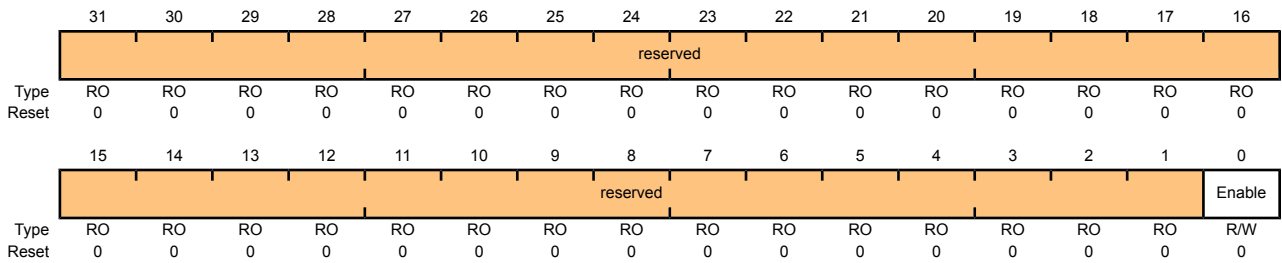 31 30 29 28 27 26 25 24 23 22 21 20 19 18 17 16
reserved
Type RO RO RO RO RO RO RO RO RO RO RO RO RO RO RO RO
Reset 0 0 0 0 0 0 0 0 0 0 0 0 0 0 0 0
15 14 13 12 11 10 9 8 7 6 5 4 3 2 1 0
reserved Enable
Type RO RO RO RO RO RO RO RO RO RO RO RO RO RO RO R/W
Reset 0 0 0 0 0 0 0 0 0 0 0 0 0 0 0 0